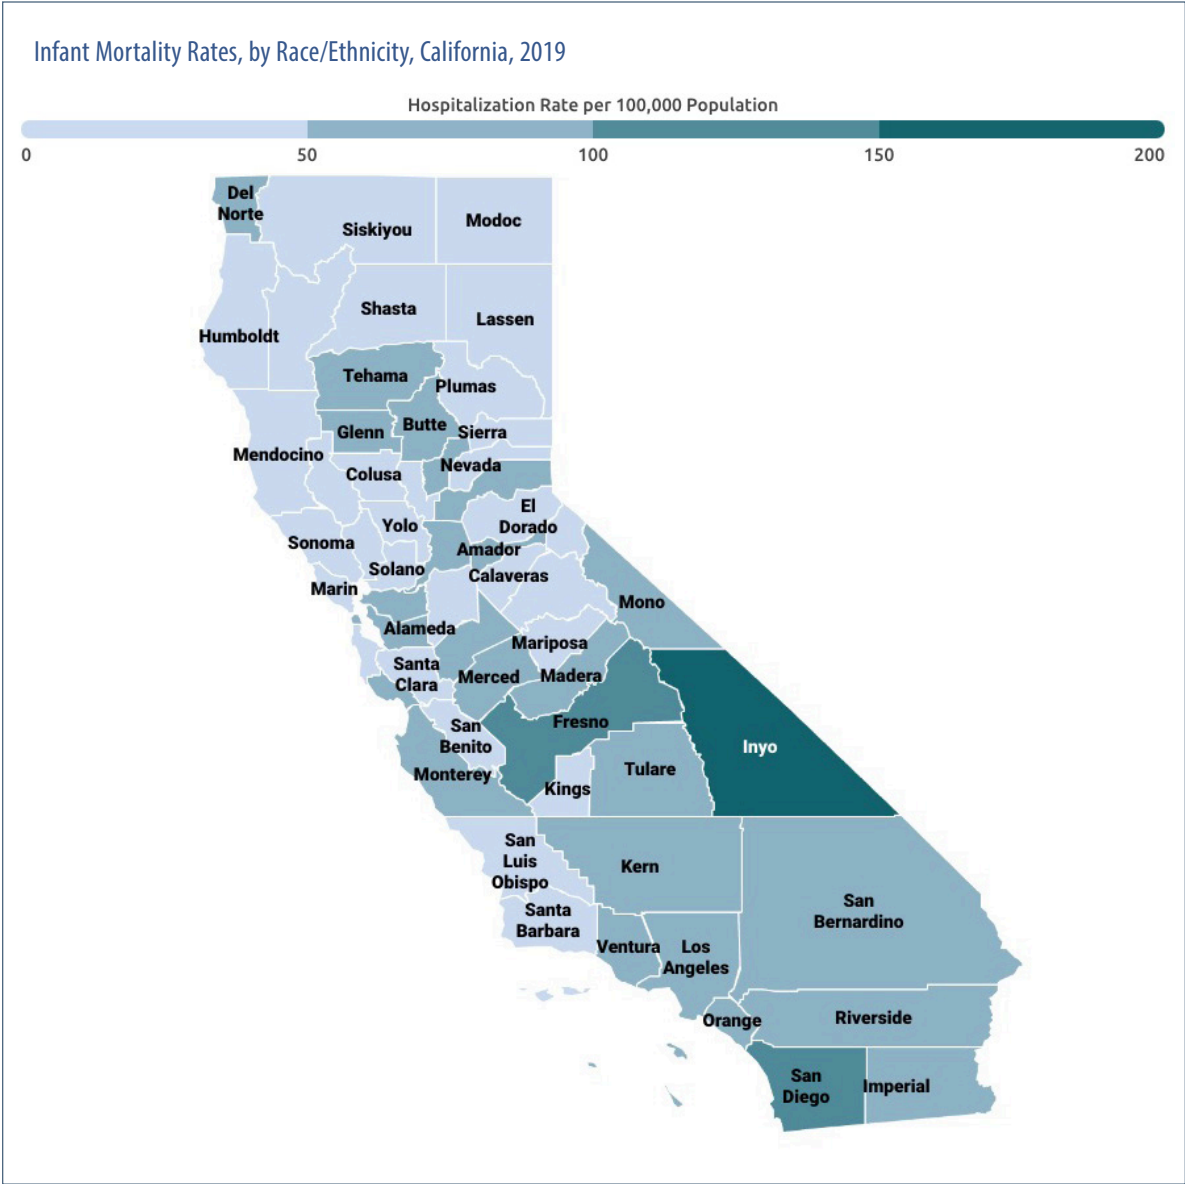 Infant Mortality Rates, by Race/Ethnicity, California, 2019
Hospitalization Rate per 100,000 Population
0 50 100 150 200
Del
Norte
Siskiyou
Modoc
Shasta
Lassen
Humboldt
Tehama
Plumas
Glenn
Butte
Sierra
Mendocino
Colusa
Nevada
El
Dorado
Yolo
Sonoma
Amador
Solano
Calaveras
Marin
Mono
Alameda
Mariposa
Santa
Clara
Merced
Madera
Fresno
San
Benito
Inyo
Monterey
Tulare
Kings
San
Luis
Obispo
Kern
Santa
Barbara
San
Bernardino
Ventura
Los
Angeles
Orange
Riverside
San
Diego
Imperial